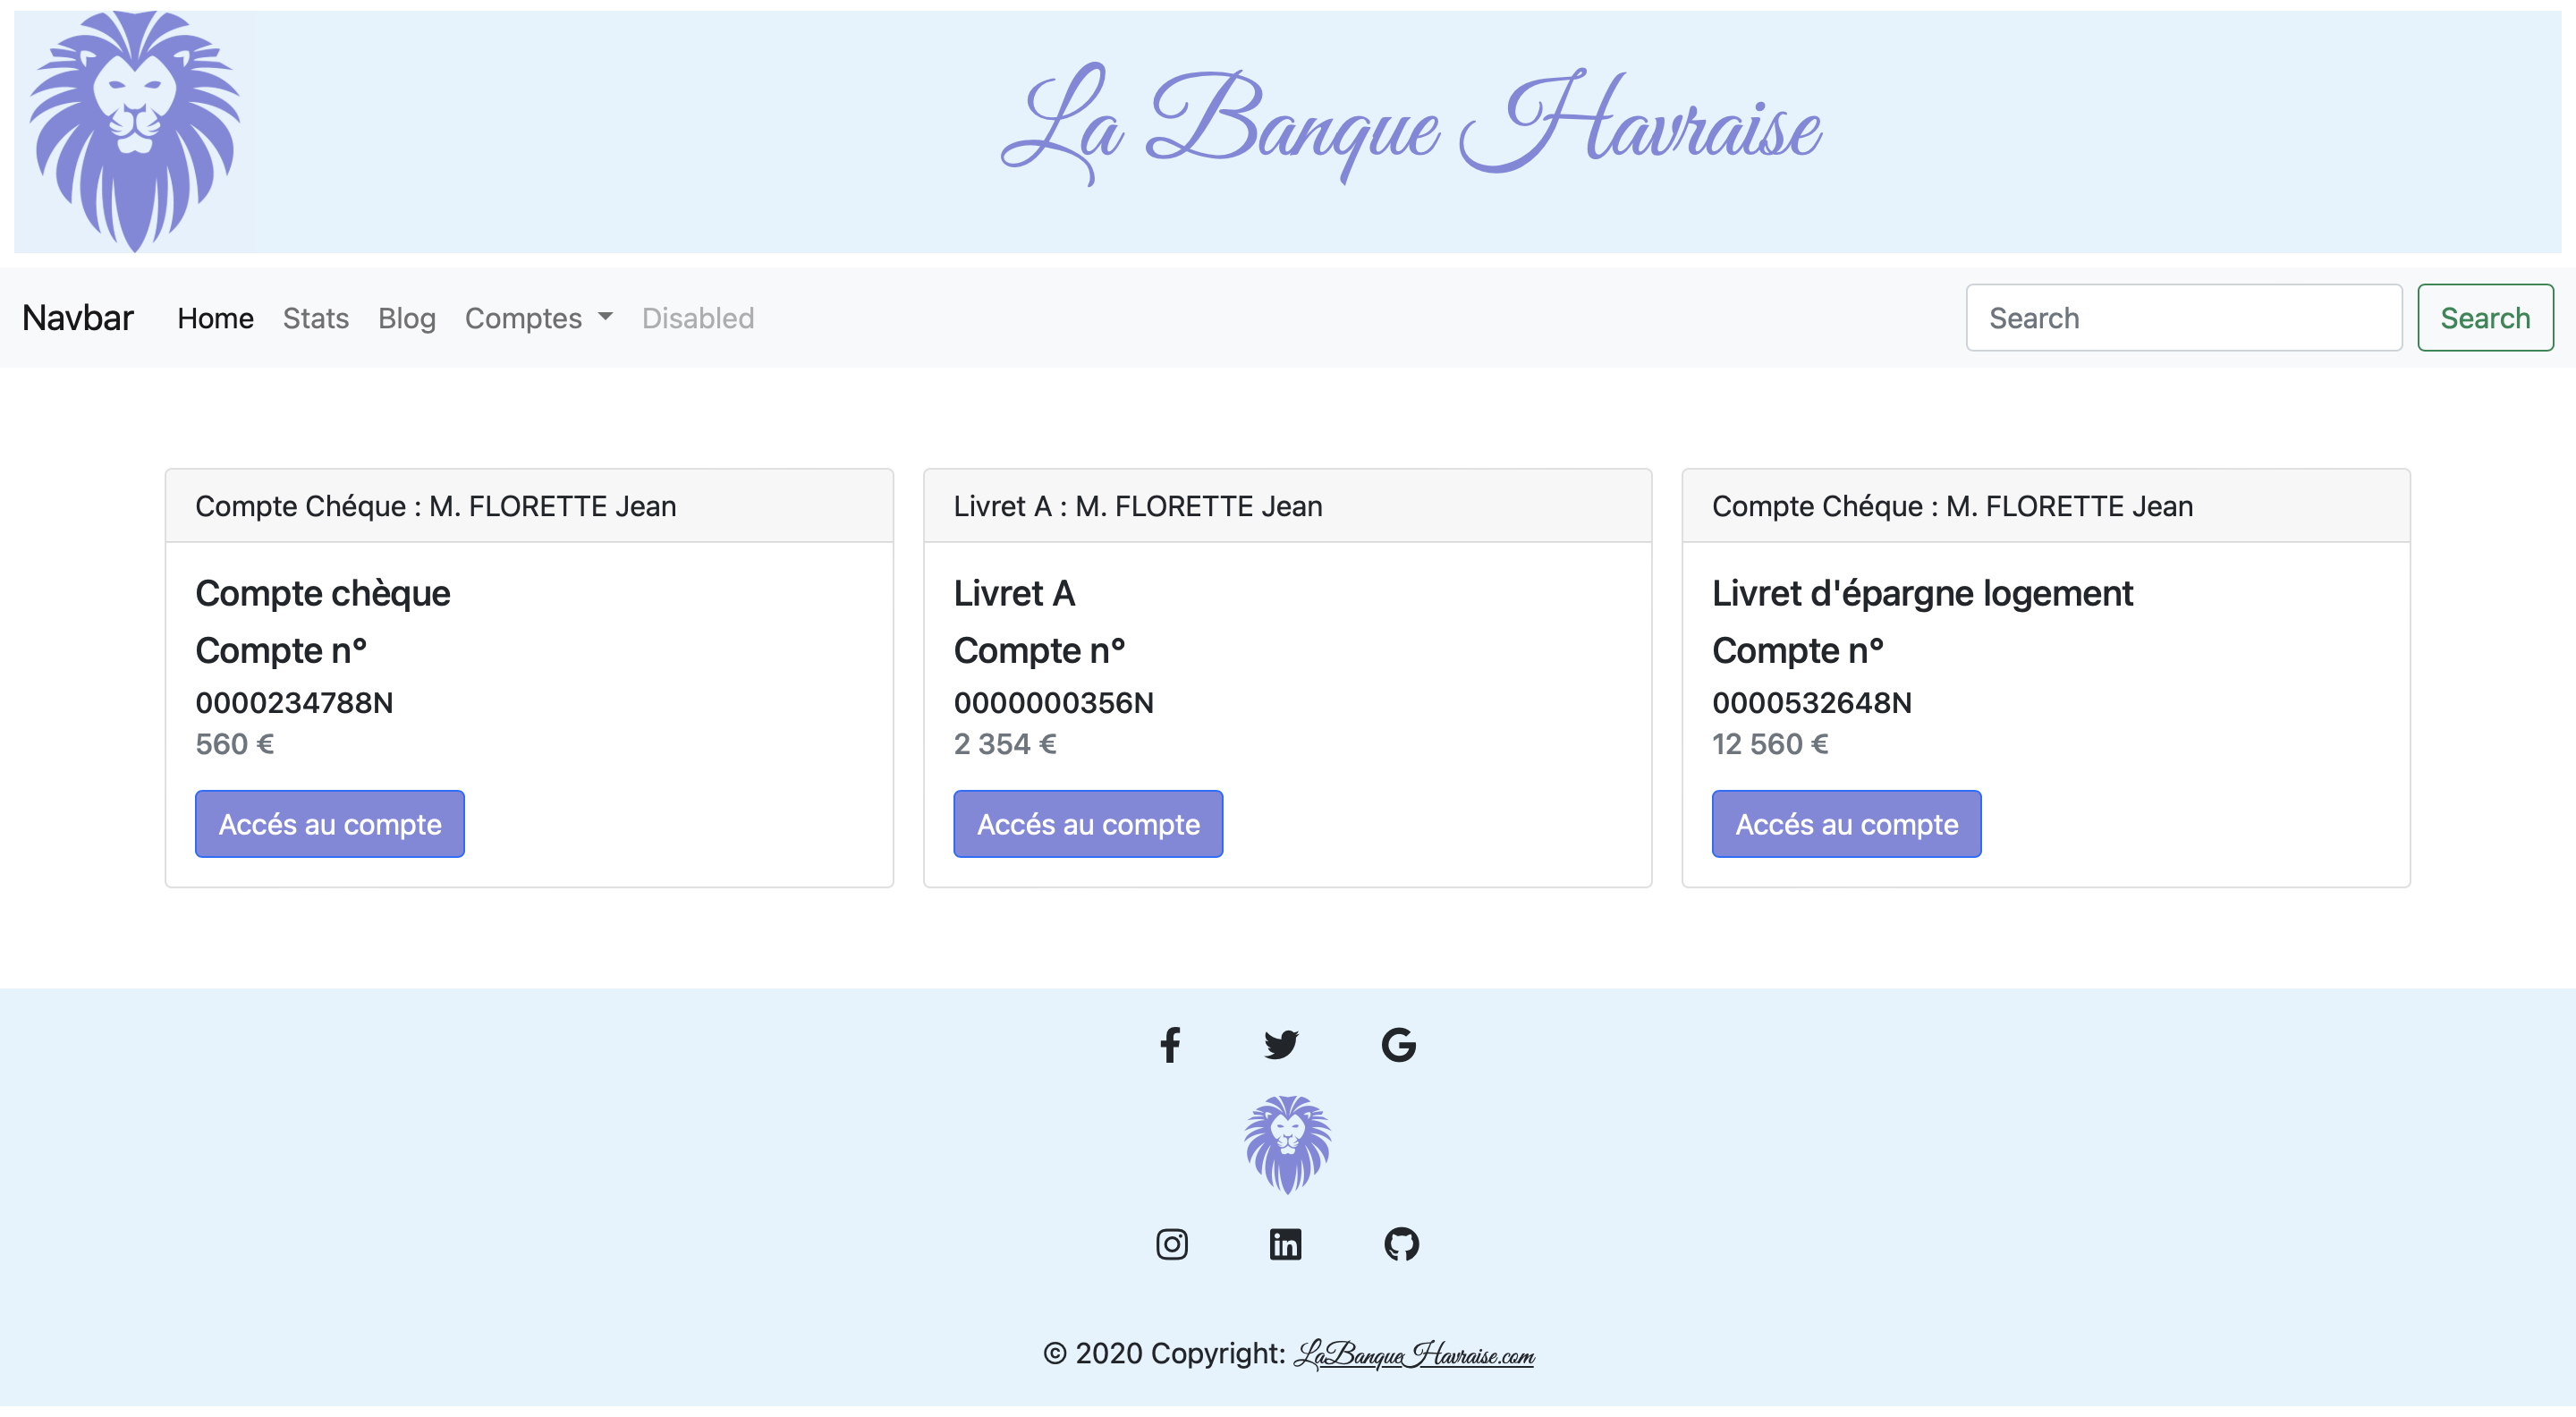 La Banque Havraise
Navbar Home Stats Blog Comptes Disabled Search Search
Compte Chéque : M. FLORETTE Jean
Compte chèque
Compte n°
0000234788N
560 €
Accés au compte
Livret A : M. FLORETTE Jean
Livret A
Compte n°
0000000356N
2 354 €
Accés au compte
Compte Chéque : M. FLORETTE Jean
Livret d'épargne logement
Compte n°
0000532648N
12 560 €
Accés au compte
© 2020 Copyright: LaBanqueHavraise.com